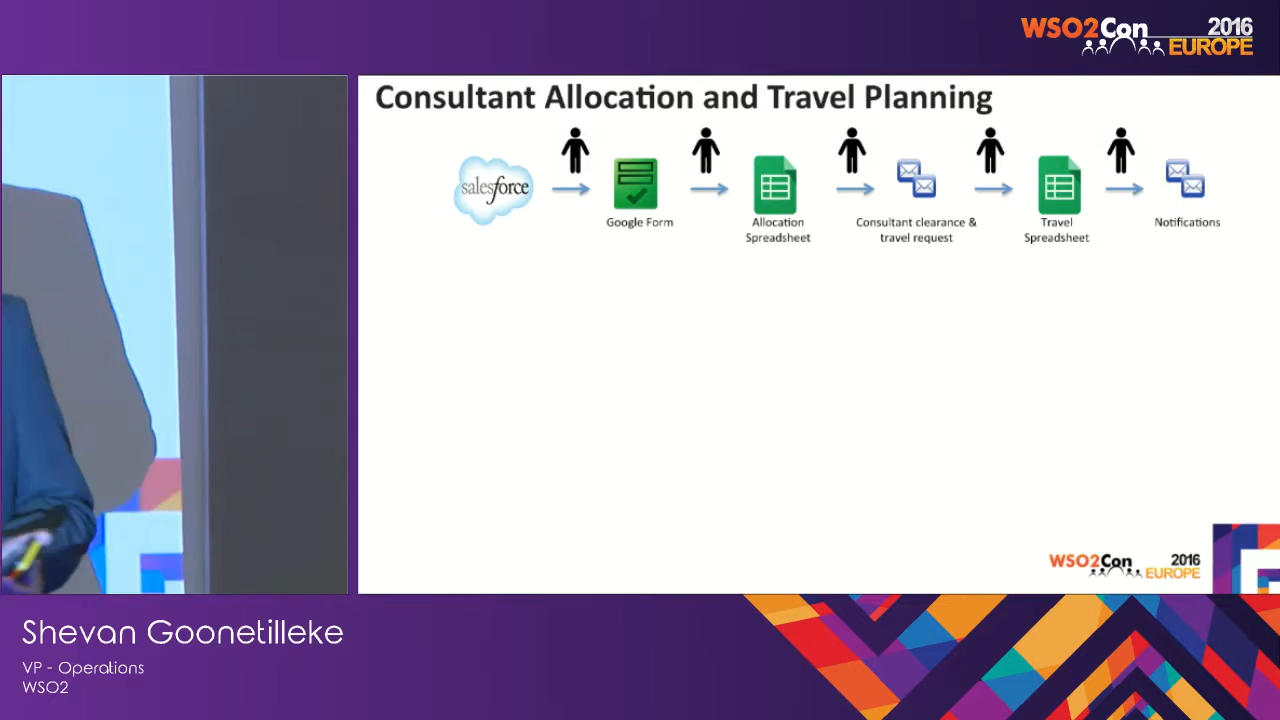 WSO2Con 2016
EUROPE
Consultant Allocation and Travel Planning
salesforce
Google Form
Allocation
Spreadsheet
Consultant clearance &
travel request
Travel
Spreadsheet
Notifications
WSO2Con 2016
EUROPE
Shevan Goonetilleke
VP - Operations
WSO2